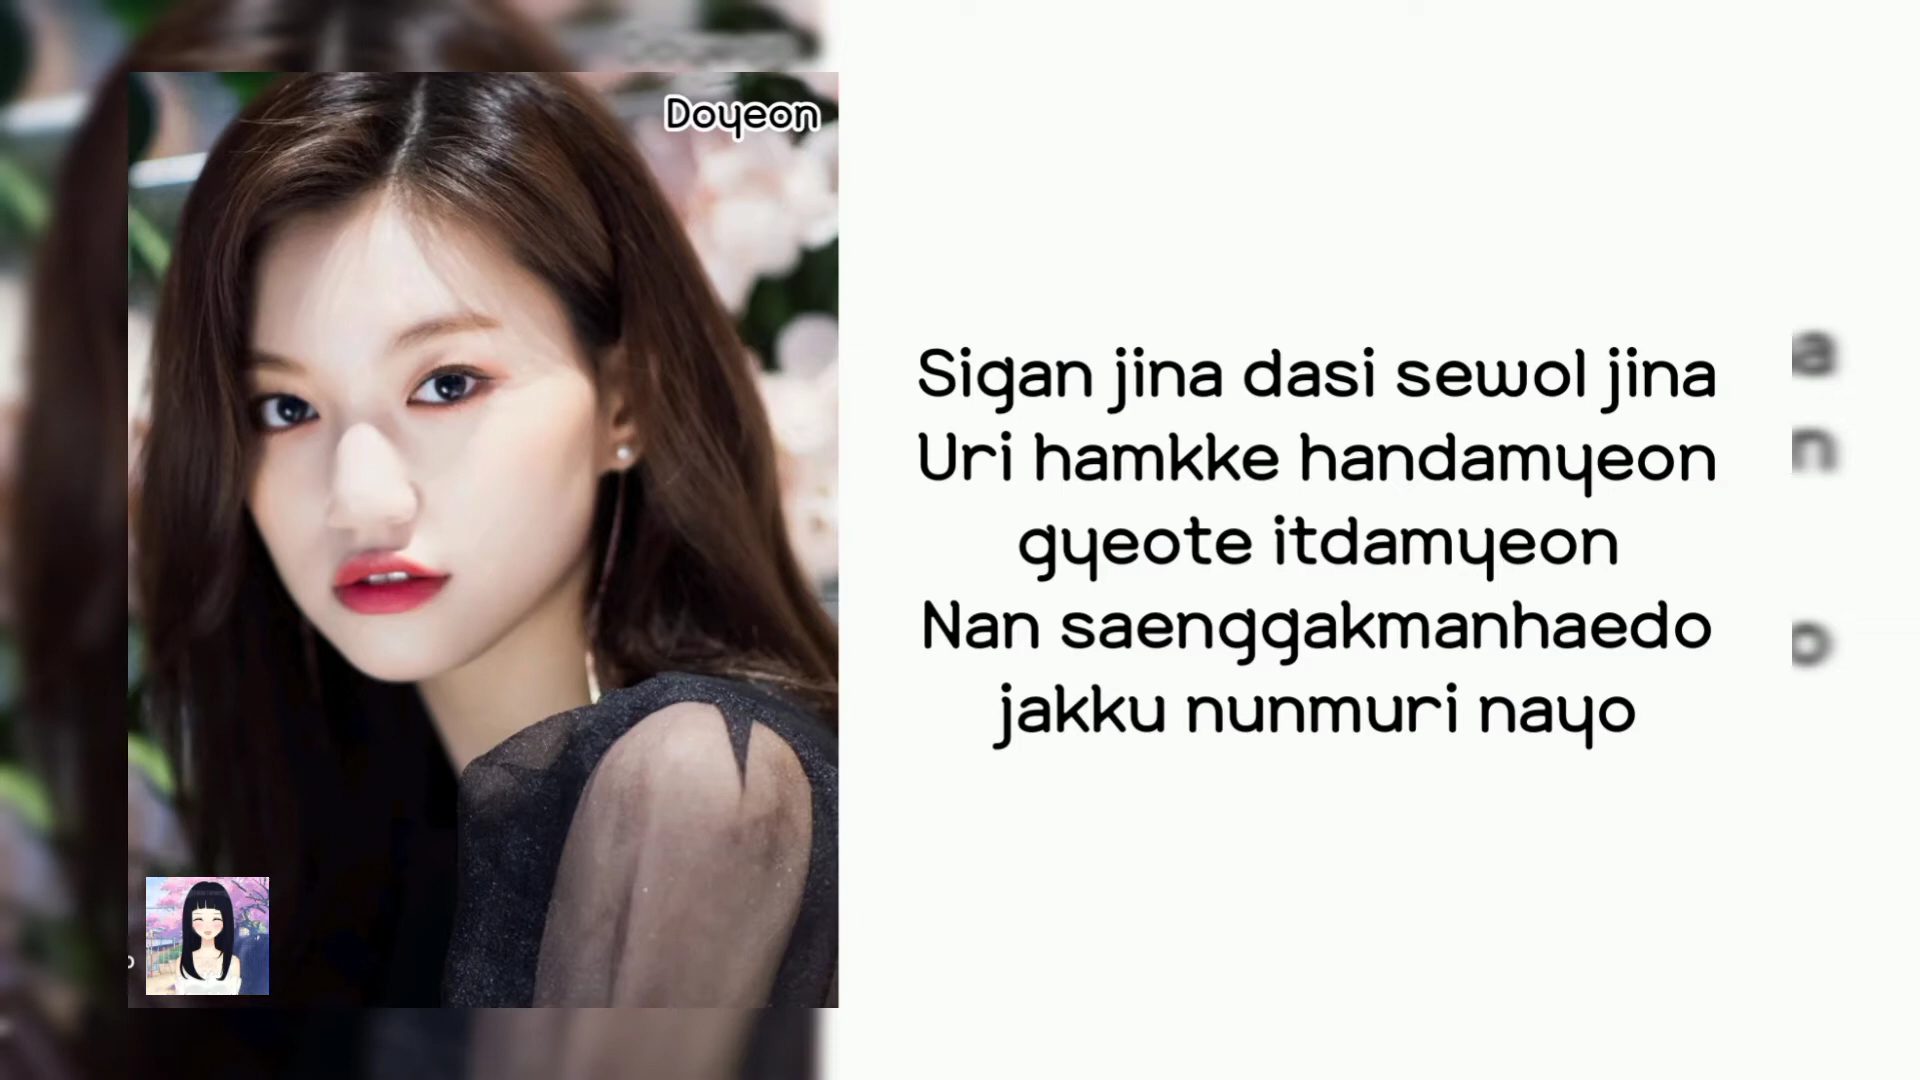 Doyeon
Sigan jina dasi sewol jina
Uri hamkke handamyeon
gyeote itdamyeon
Nan saenggakmanhaedo
jakku nunmuri nayo